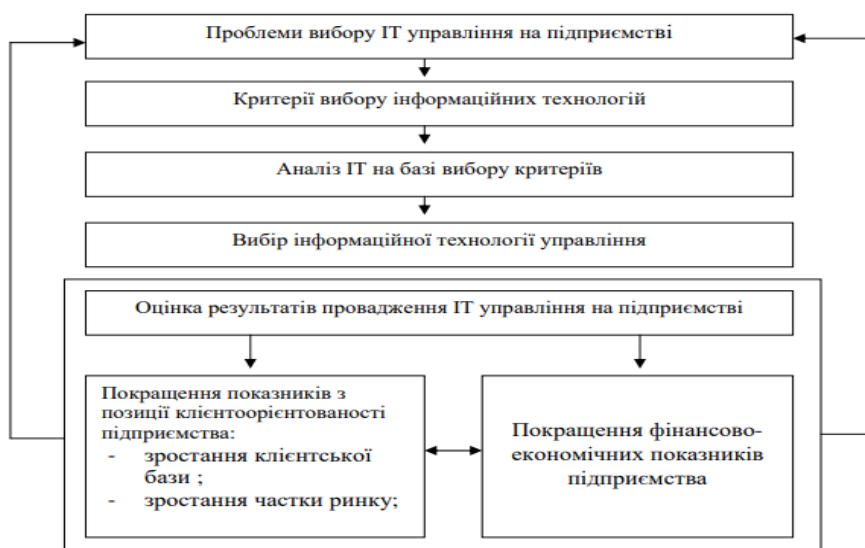 Проблеми вибору ІТ управління на підприємстві
Критерії вибору інформаційних технологій
Аналіз ІТ на базі вибору критеріїв
Вибір інформаційної технології управління
Оцінка результатів провадження ІТ управління на підприємстві
Покращення показників з
позиції клієнтоорієнтованості
підприємства:
- зростання клієнтської
бази ;
- зростання частки ринку;
Покращення фінансово-
економічних показників
підприємства